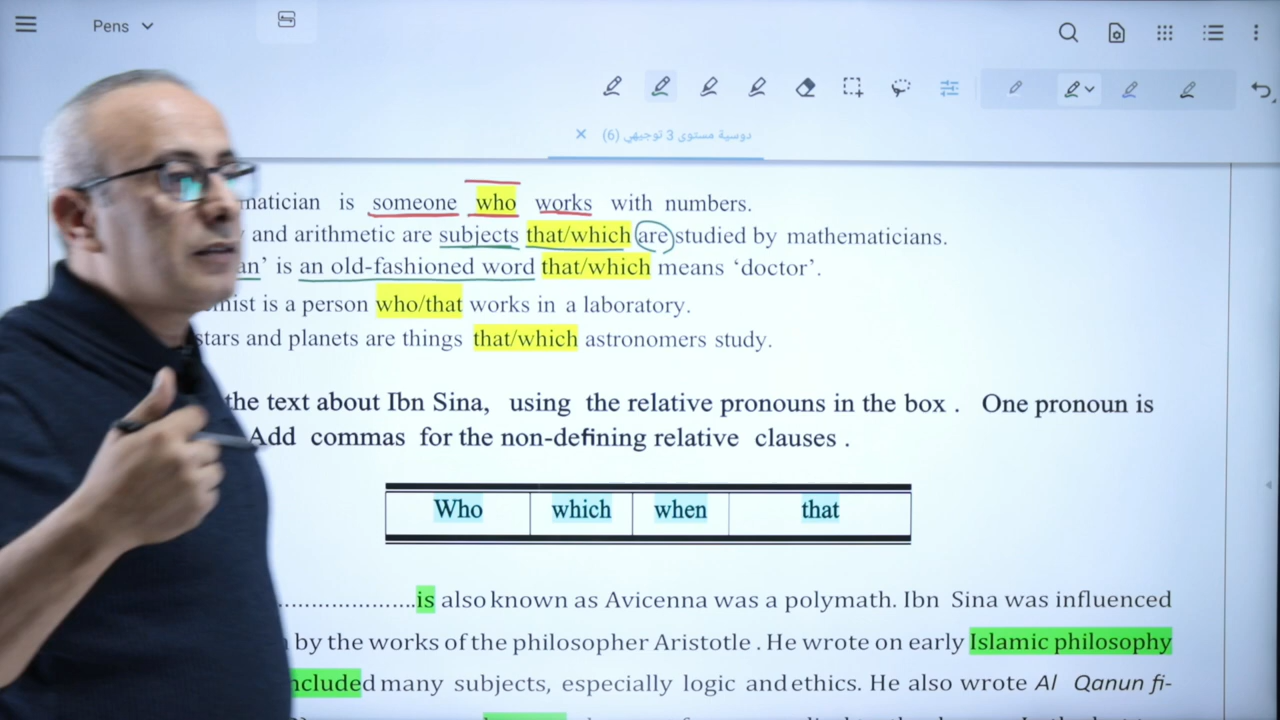 Pens
دوسية مستوى 3 توجيهي (6)
is someone who works with numbers.
and arithmetic are subjects that/which are studied by mathematicians.
is an old-fashioned word that/which means ‘doctor’.
is a person who/that works in a laboratory.
stars and planets are things that/which astronomers study.
the text about Ibn Sina, using the relative pronouns in the box . One pronoun is
Add commas for the non-defining relative clauses .
Who which when that
....................is also known as Avicenna was a polymath. Ibn Sina was influenced
by the works of the philosopher Aristotle . He wrote on early Islamic philosophy
many subjects, especially logic and ethics. He also wrote Al Qanun fi-